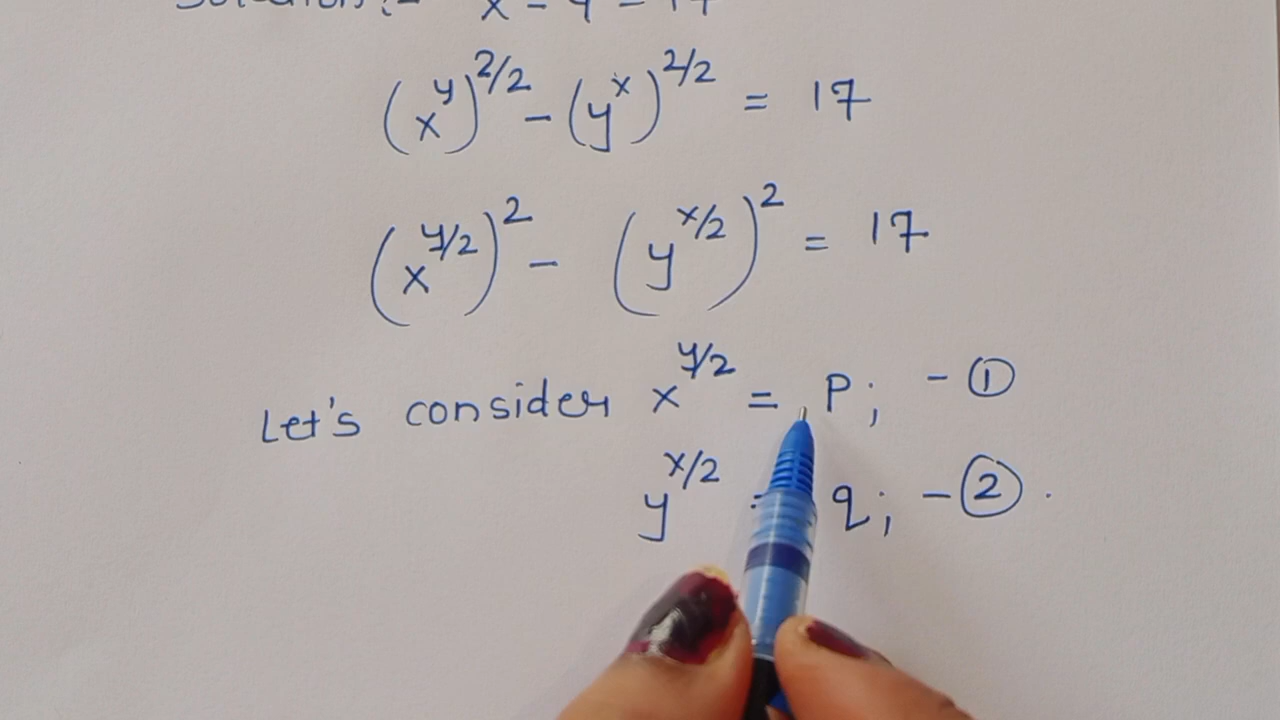 (x^y)^2/2 - (y^x)^2/2 = 17
(x^y/2)^2 - (y^x/2)^2 = 17
Let's consider x^y/2 = P; - ①
y^x/2 = q; - ②.